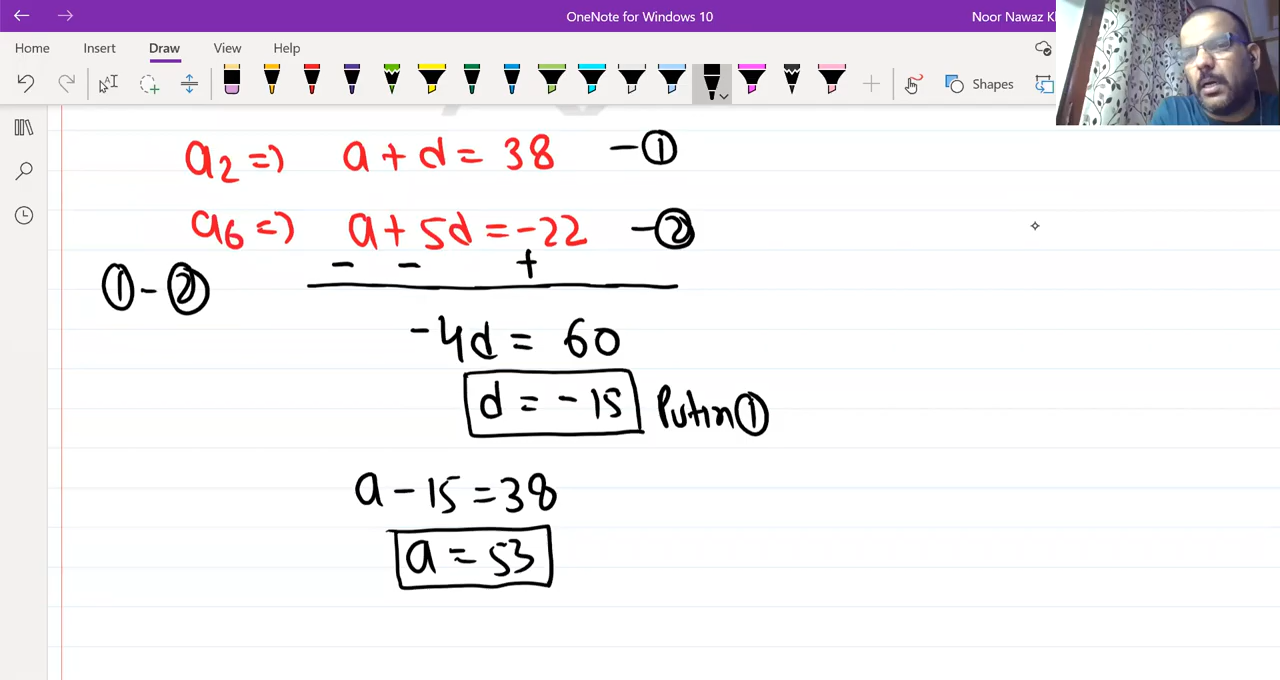 OneNote for Windows 10
Noor Nawaz Kh
Home Insert Draw View Help
Shapes
a2 => a + d = 38 - ①
a6 => a + 5d = -22 - ②
- - +
① - ②
-4d = 60
d = -15 Put in ①
a - 15 = 38
a = 53